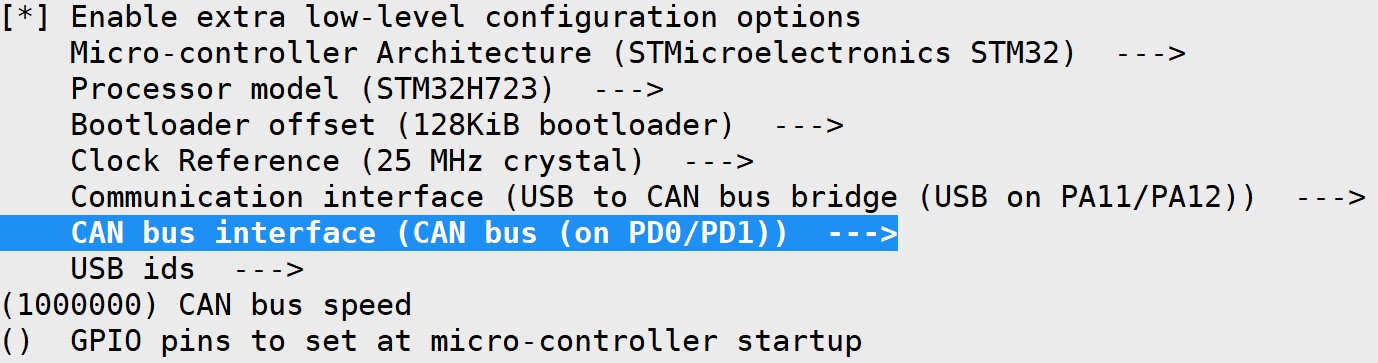 [*] Enable extra low-level configuration options
    Micro-controller Architecture (STMicroelectronics STM32)  --->
    Processor model (STM32H723)  --->
    Bootloader offset (128KiB bootloader)  --->
    Clock Reference (25 MHz crystal)  --->
    Communication interface (USB to CAN bus bridge (USB on PA11/PA12))  --->
    CAN bus interface (CAN bus (on PD0/PD1))  --->
    USB ids  --->
(1000000) CAN bus speed
()  GPIO pins to set at micro-controller startup